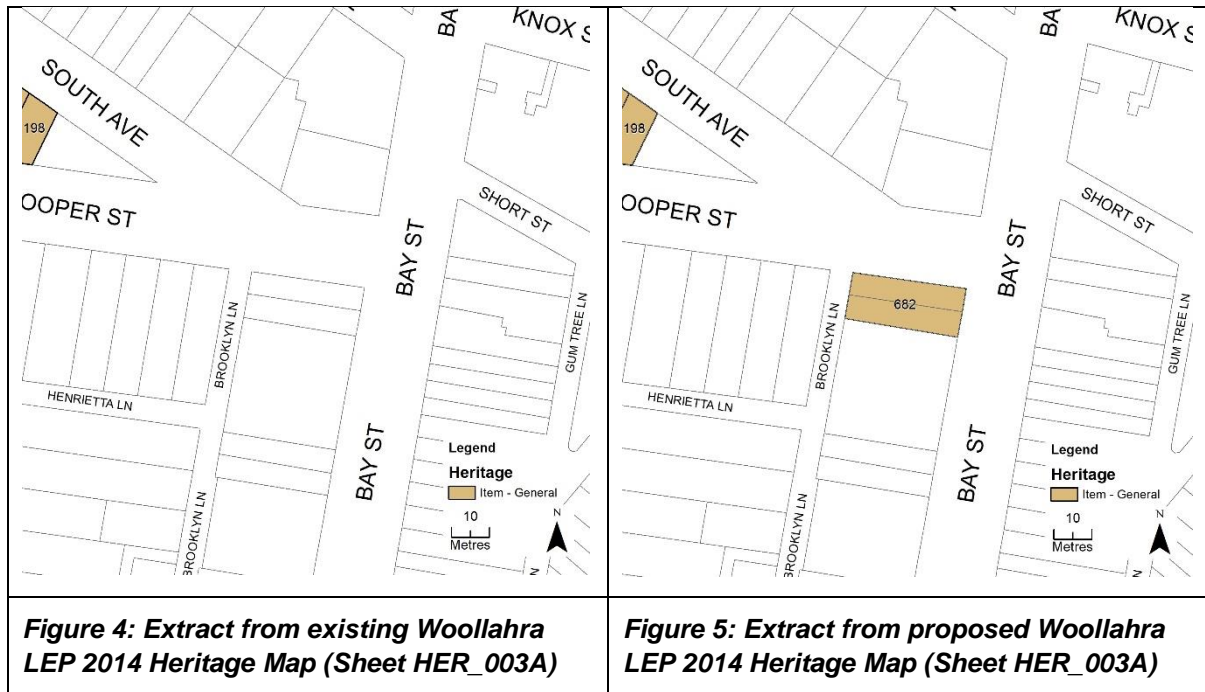 BA
KNOX S
SOUTH AVE
198
OOPER ST
SHORT ST
BAY ST
BROOKLYN LN
GUM TREE LN
HENRIETTA LN
BAY ST
BROOKLYN LN
Legend
Heritage
Item - General
10
Metres
N
N
Figure 4: Extract from existing Woollahra
LEP 2014 Heritage Map (Sheet HER_003A)
BA
KNOX S
SOUTH AVE
198
OOPER ST
SHORT ST
BAY ST
682
BROOKLYN LN
GUM TREE LN
HENRIETTA LN
BAY ST
BROOKLYN LN
Legend
Heritage
Item - General
10
Metres
N
N
Figure 5: Extract from proposed Woollahra
LEP 2014 Heritage Map (Sheet HER_003A)